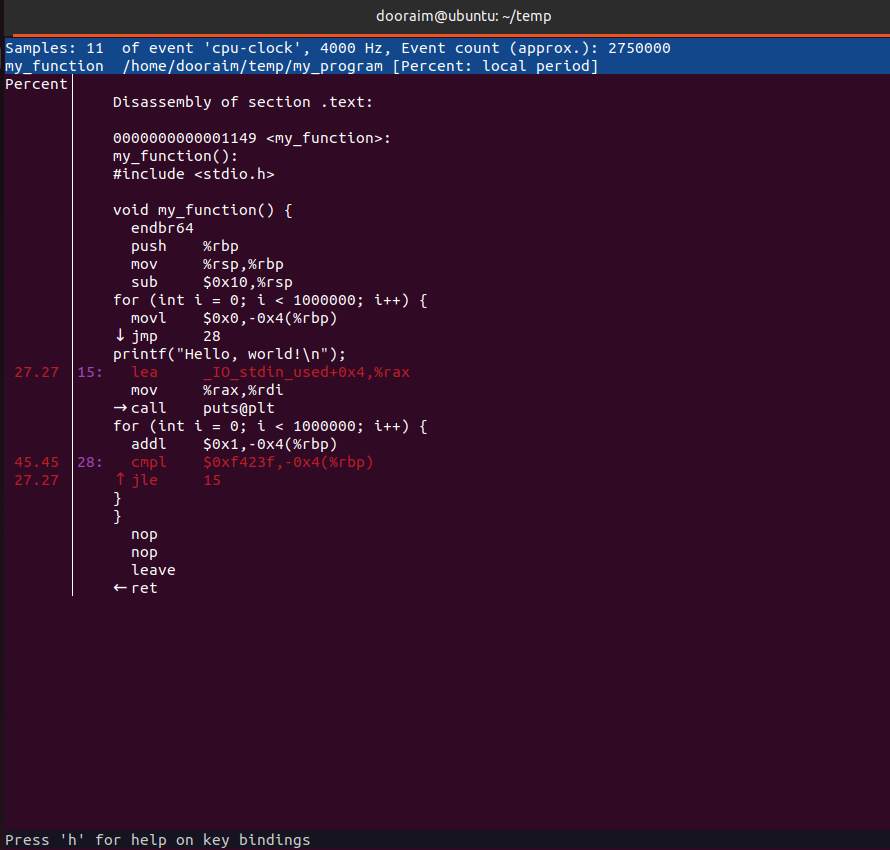 dooraim@ubuntu: ~/temp
Samples: 11  of event 'cpu-clock', 4000 Hz, Event count (approx.): 2750000
my_function  /home/dooraim/temp/my_program [Percent: local period]
Percent
Disassembly of section .text:
0000000000001149 <my_function>:
my_function():
#include <stdio.h>
void my_function() {
endbr64
push    %rbp
mov     %rsp,%rbp
sub     $0x10,%rsp
for (int i = 0; i < 1000000; i++) {
movl    $0x0,-0x4(%rbp)
↓ jmp     28
printf("Hello, world!\n");
27.27  15:   lea     _IO_stdin_used+0x4,%rax
mov     %rax,%rdi
→ call    puts@plt
for (int i = 0; i < 1000000; i++) {
addl    $0x1,-0x4(%rbp)
45.45  28:   cmpl    $0xf423f,-0x4(%rbp)
27.27  ↑ jle     15
}
}
nop
nop
leave
← ret
Press 'h' for help on key bindings